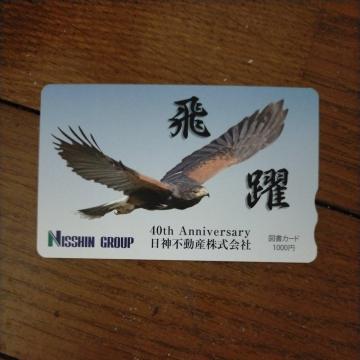 飛
躍
NISSHIN GROUP
40th Anniversary
日神不動産株式会社
図書カード
1000円